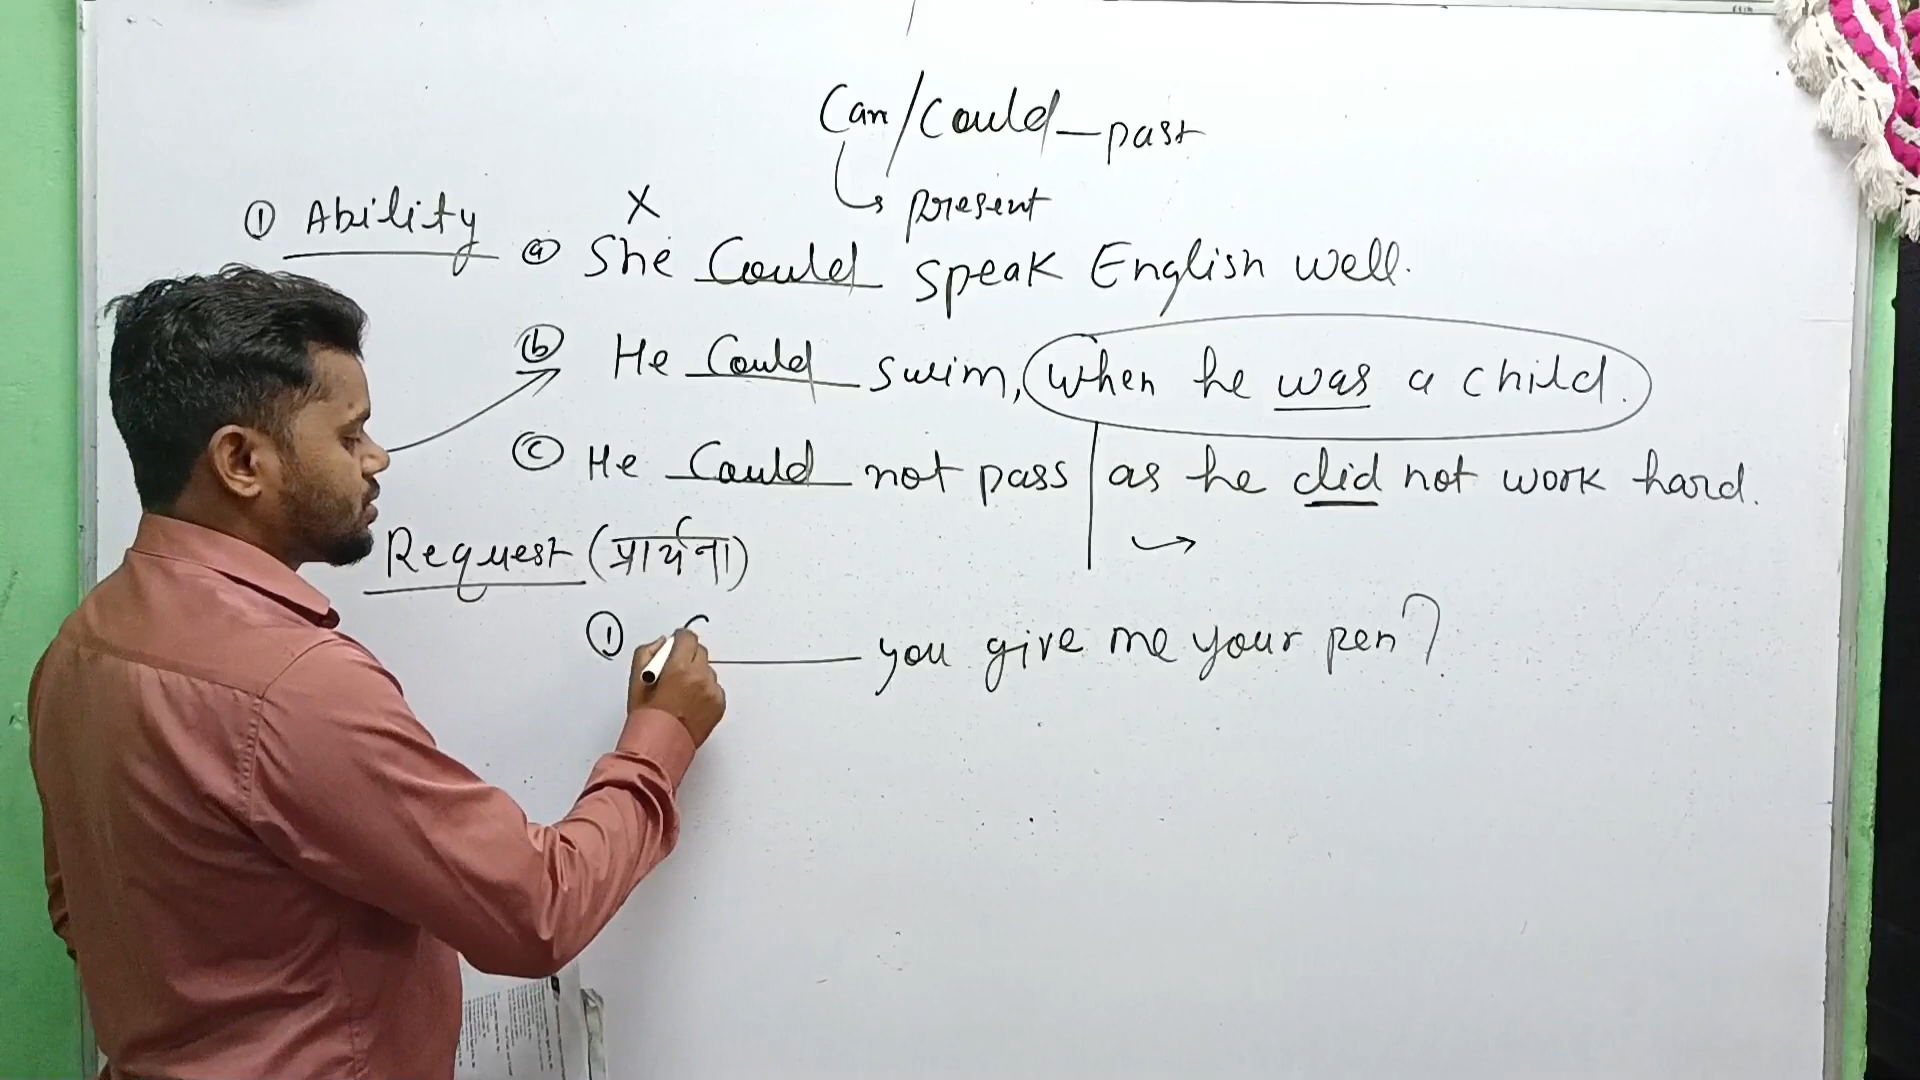 Can/Could - past
↳ present
① Ability
X
ⓐ She Could speak English well.
ⓑ He Could swim, when he was a child.
ⓒ He Could not pass | as he did not work hard.
Request (प्रार्थना)
① C______ you give me your pen?